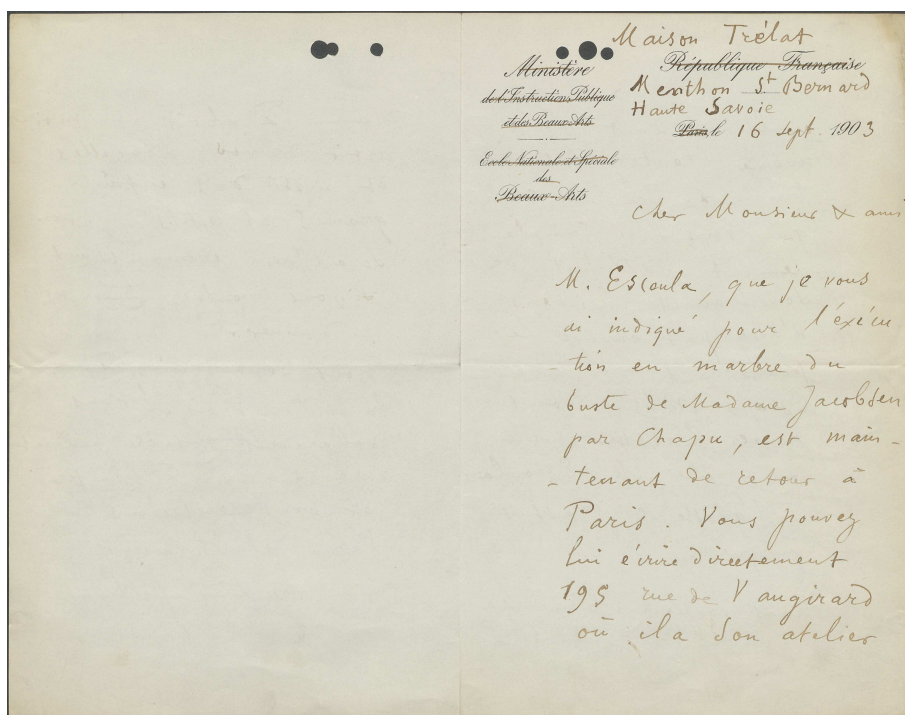 Maison Trélat
Ministère
République Française
de l'Instruction Publique
Menthon St Bernard
et des Beaux-Arts
Haute Savoie
Paris, le 16 Sept. 1903
Ecole Nationale et Spéciale
des
Beaux-Arts
Cher Monsieur & ami
M. Escoula, que je vous
ai indiqué pour l'exécu
- tion en marbre du
buste de Madame Jacobsen
par Chapu, est main-
- tenant de retour à
Paris. Vous pouvez
lui écrire directement
195 rue de Vaugirard
où il a son atelier